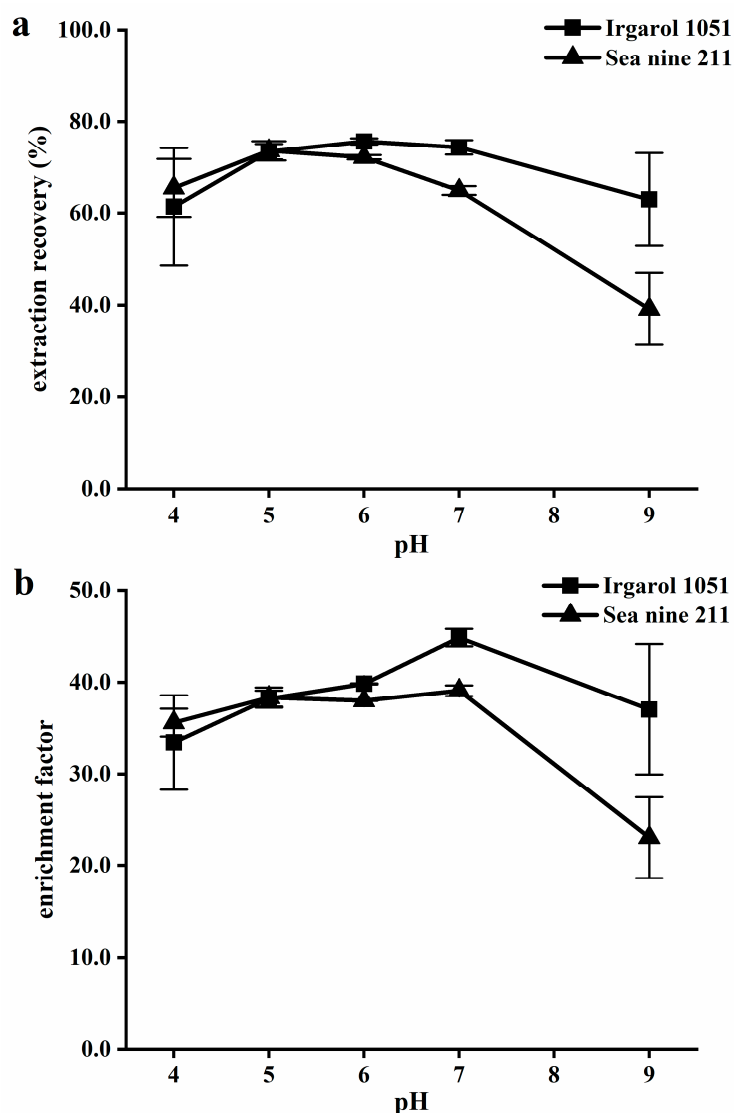 a
Irgarol 1051
Sea nine 211
extraction recovery (%)
100.0
80.0
60.0
40.0
20.0
0.0
4 5 6 7 8 9
pH
b
Irgarol 1051
Sea nine 211
enrichment factor
50.0
40.0
30.0
20.0
10.0
0.0
4 5 6 7 8 9
pH